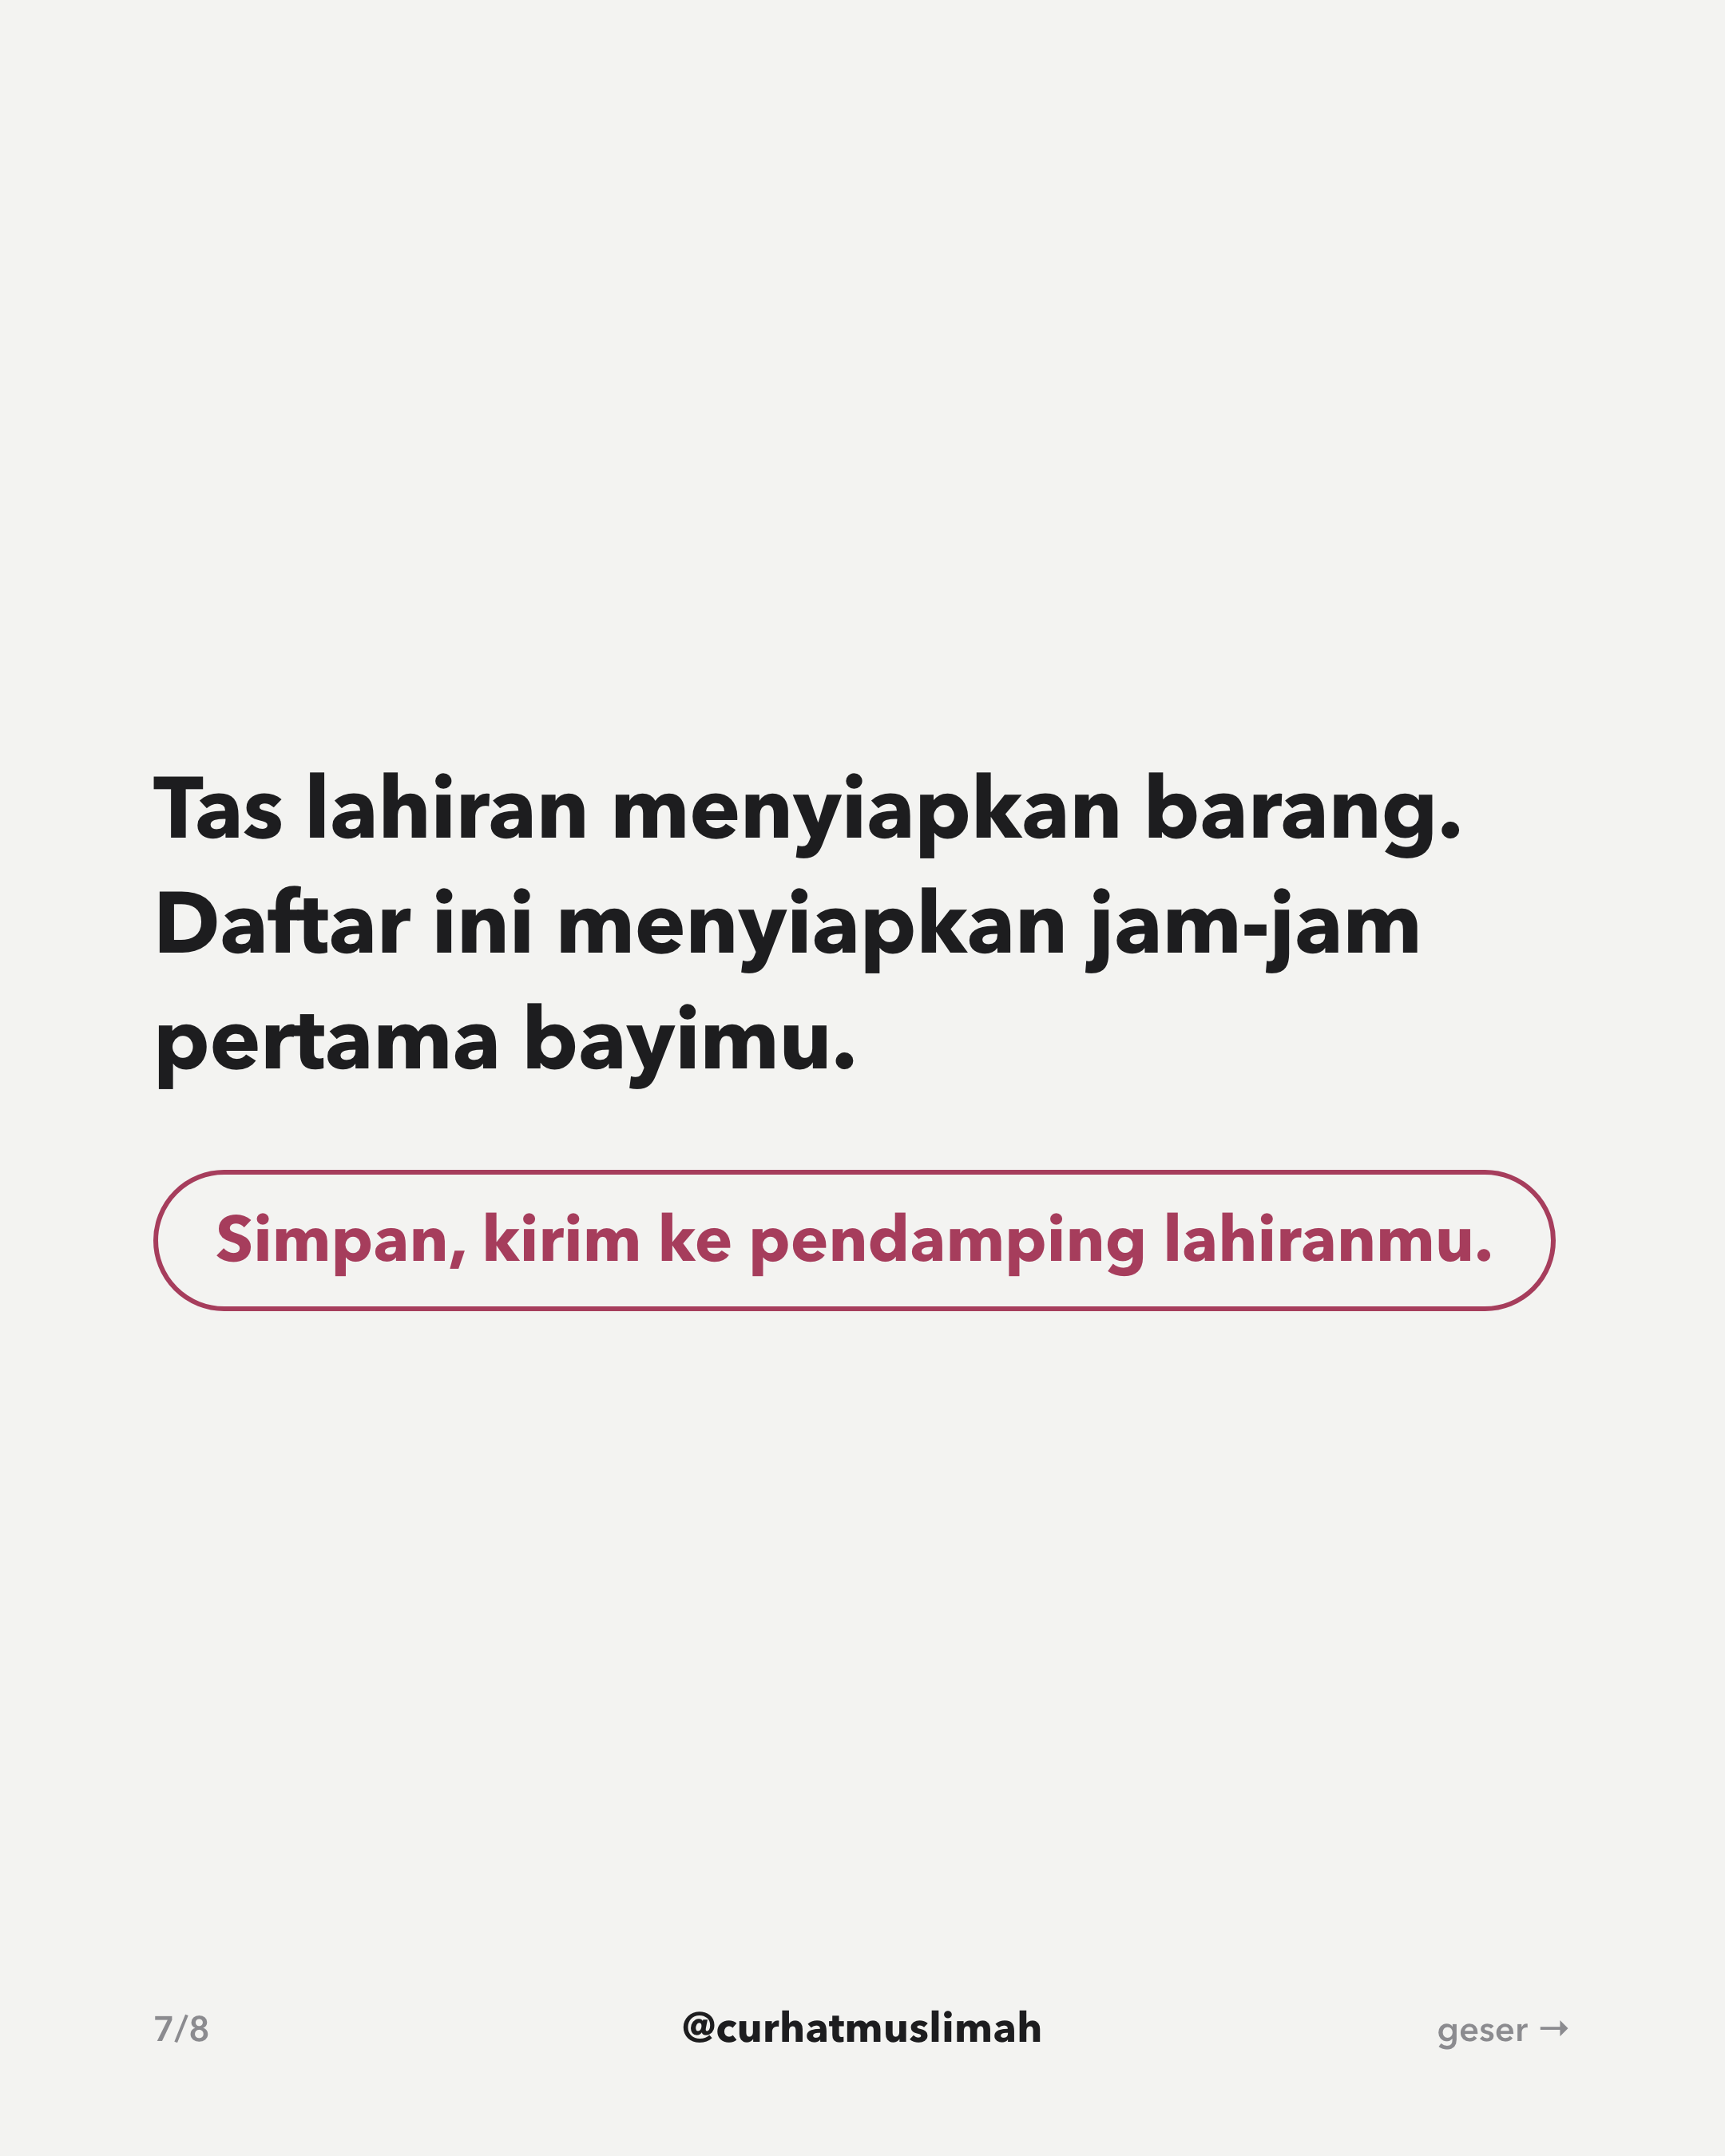 Tas lahiran menyiapkan barang.
Daftar ini menyiapkan jam-jam
pertama bayimu.
Simpan, kirim ke pendamping lahiranmu.
7/8
@curhatmuslimah
geser →